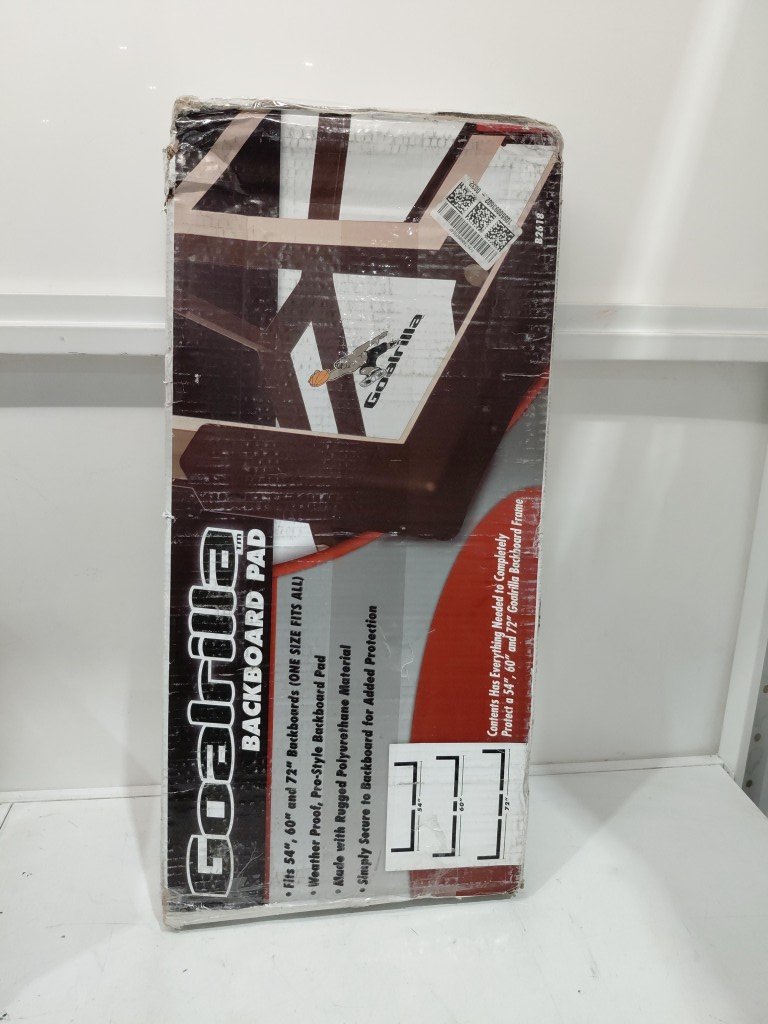 B2618
Goalrilla
Goalrilla™
BACKBOARD PAD
• Fits 54", 60" and 72" Backboards (ONE SIZE FITS ALL)
• Weather Proof, Pro-Style Backboard Pad
• Made with Rugged Polyurethane Material
• Simply Secure to Backboard for Added Protection
Contents Has Everything Needed to Completely
Protect a 54", 60" and 72" Goalrilla Backboard Frame
54"
60"
72"